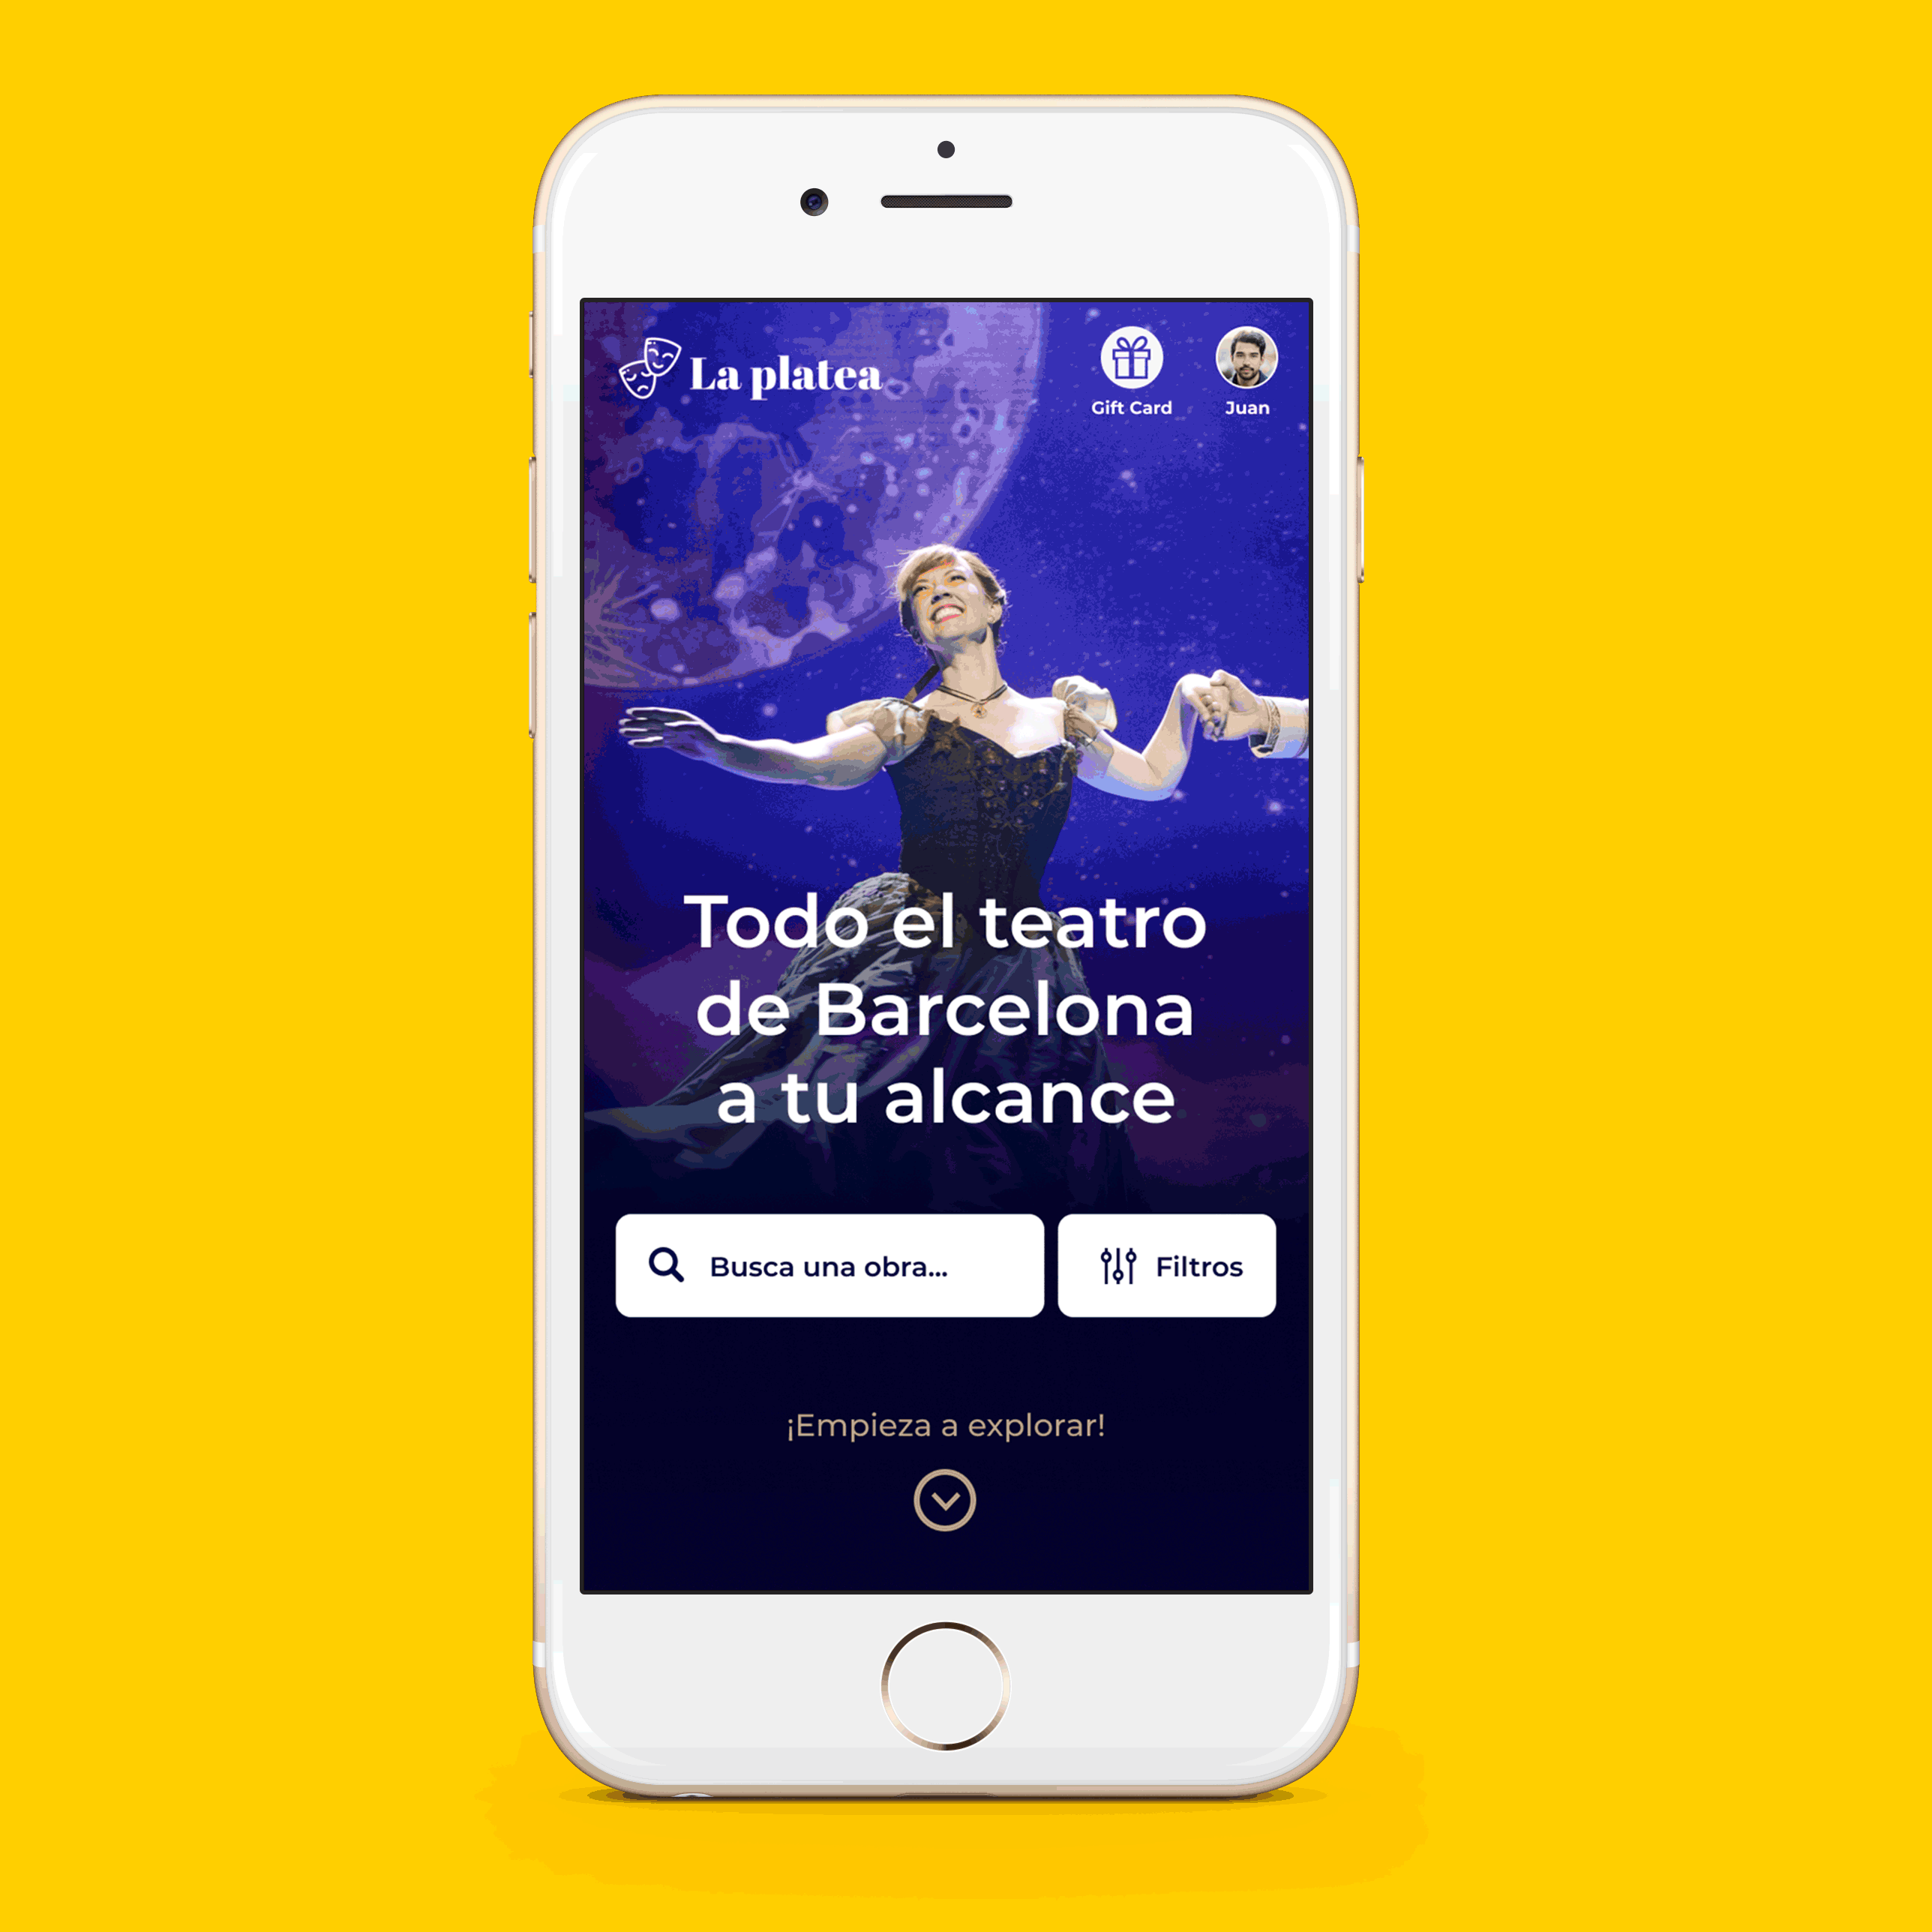 La platea
Gift Card
Juan
Todo el teatro
de Barcelona
a tu alcance
Busca una obra...
Filtros
¡Empieza a explorar!